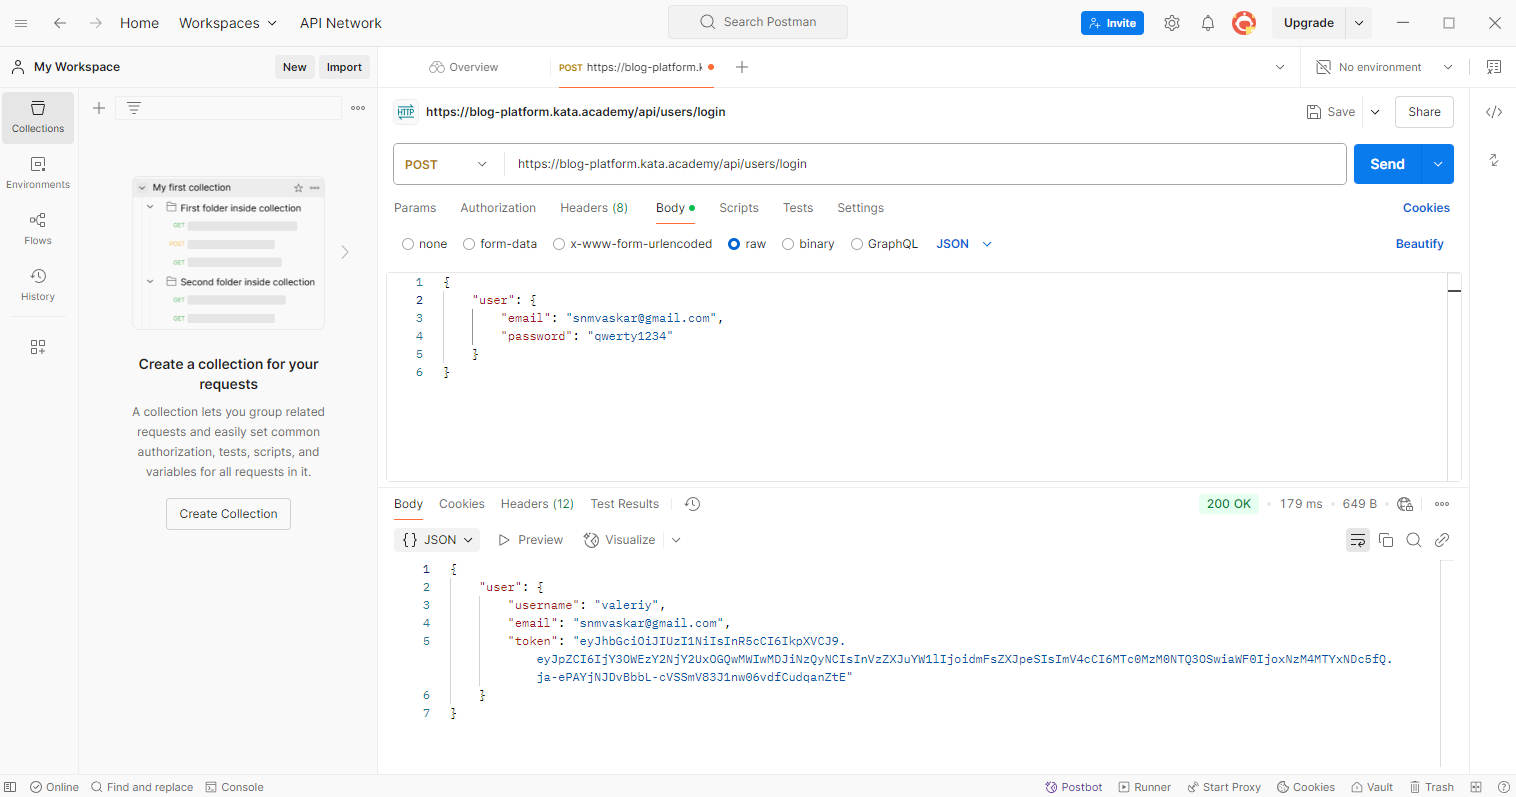 Home
Workspaces
API Network
Search Postman
Invite
Upgrade
My Workspace
New
Import
Overview
POST https://blog-platform.k
No environment
Collections
Environments
Flows
History
My first collection
First folder inside collection
GET
POST
GET
Second folder inside collection
GET
GET
Create a collection for your
requests
A collection lets you group related
requests and easily set common
authorization, tests, scripts, and
variables for all requests in it.
Create Collection
HTTP
https://blog-platform.kata.academy/api/users/login
Save
Share
POST
https://blog-platform.kata.academy/api/users/login
Send
Params
Authorization
Headers (8)
Body
Scripts
Tests
Settings
Cookies
none
form-data
x-www-form-urlencoded
raw
binary
GraphQL
JSON
Beautify
1 {
2 "user": {
3 "email": "snmvaskar@gmail.com",
4 "password": "qwerty1234"
5 }
6 }
Body
Cookies
Headers (12)
Test Results
200 OK
179 ms
649 B
{} JSON
Preview
Visualize
1 {
2 "user": {
3 "username": "valeriy",
4 "email": "snmvaskar@gmail.com",
5 "token": "eyJhbGciOiJIUzI1NiIsInR5cCI6IkpXVCJ9.
eyJpZCI6IjY3OWEzY2NjY2UxOGQwMWIwMDJiNzQyNCIsInVzZXJuYW1lIjoidmFsZXJpeSIsImV4cCI6MTc0MzM0NTQ3OSwiaWF0IjoxNzM4MTYxNDc5fQ.
ja-ePAYjNJDvBbbL-cVSSmV83J1nw06vdfCudqanZtE"
6 }
7 }
Online
Find and replace
Console
Postbot
Runner
Start Proxy
Cookies
Vault
Trash